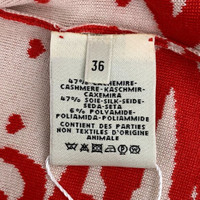 36
47% CACHEMIRE-
CASHMERE-KASCHMIR-
CAXEMIRA
47% SOIE-SILK-SEIDE-
SEDA-SETA
6% POLYAMIDE-
POLIAMIDA-POLIAMMIDE
CONTIENT DES PARTIES
NON TEXTILES D'ORIGINE
ANIMALE